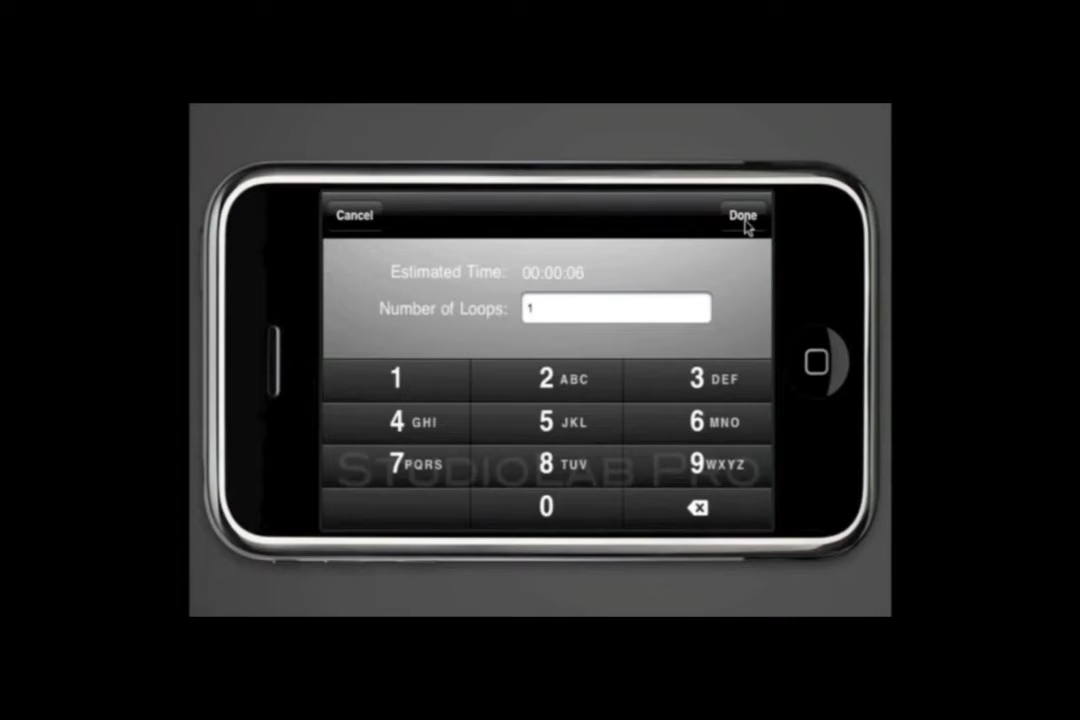 Cancel Done
Estimated Time: 00:00:06
Number of Loops: 1
1 2 ABC 3 DEF
4 GHI 5 JKL 6 MNO
7 PQRS 8 TUV 9 WXYZ
STUDIOLAB PRO
0